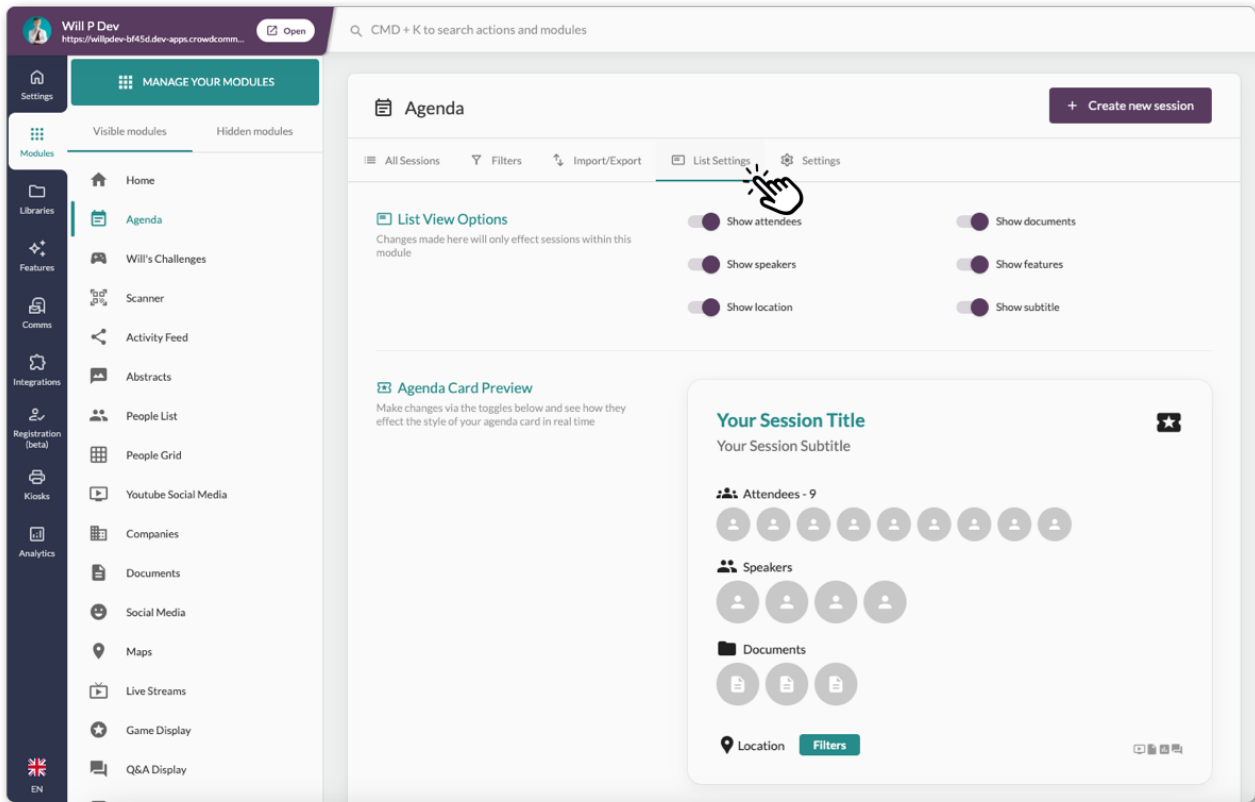 Will P Dev
https://willpdev-bf45d.dev-apps.crowdcomm...
Open
CMD + K to search actions and modules
Settings
Modules
Libraries
Features
Comms
Integrations
Registration
(beta)
Kiosks
Analytics
EN
MANAGE YOUR MODULES
Visible modules
Hidden modules
Home
Agenda
Will's Challenges
Scanner
Activity Feed
Abstracts
People List
People Grid
Youtube Social Media
Companies
Documents
Social Media
Maps
Live Streams
Game Display
Q&A Display
Agenda
+ Create new session
All Sessions
Filters
Import/Export
List Settings
Settings
List View Options
Changes made here will only effect sessions within this
module
Show attendees
Show documents
Show speakers
Show features
Show location
Show subtitle
Agenda Card Preview
Make changes via the toggles below and see how they
effect the style of your agenda card in real time
Your Session Title
Your Session Subtitle
Attendees - 9
Speakers
Documents
Location
Filters